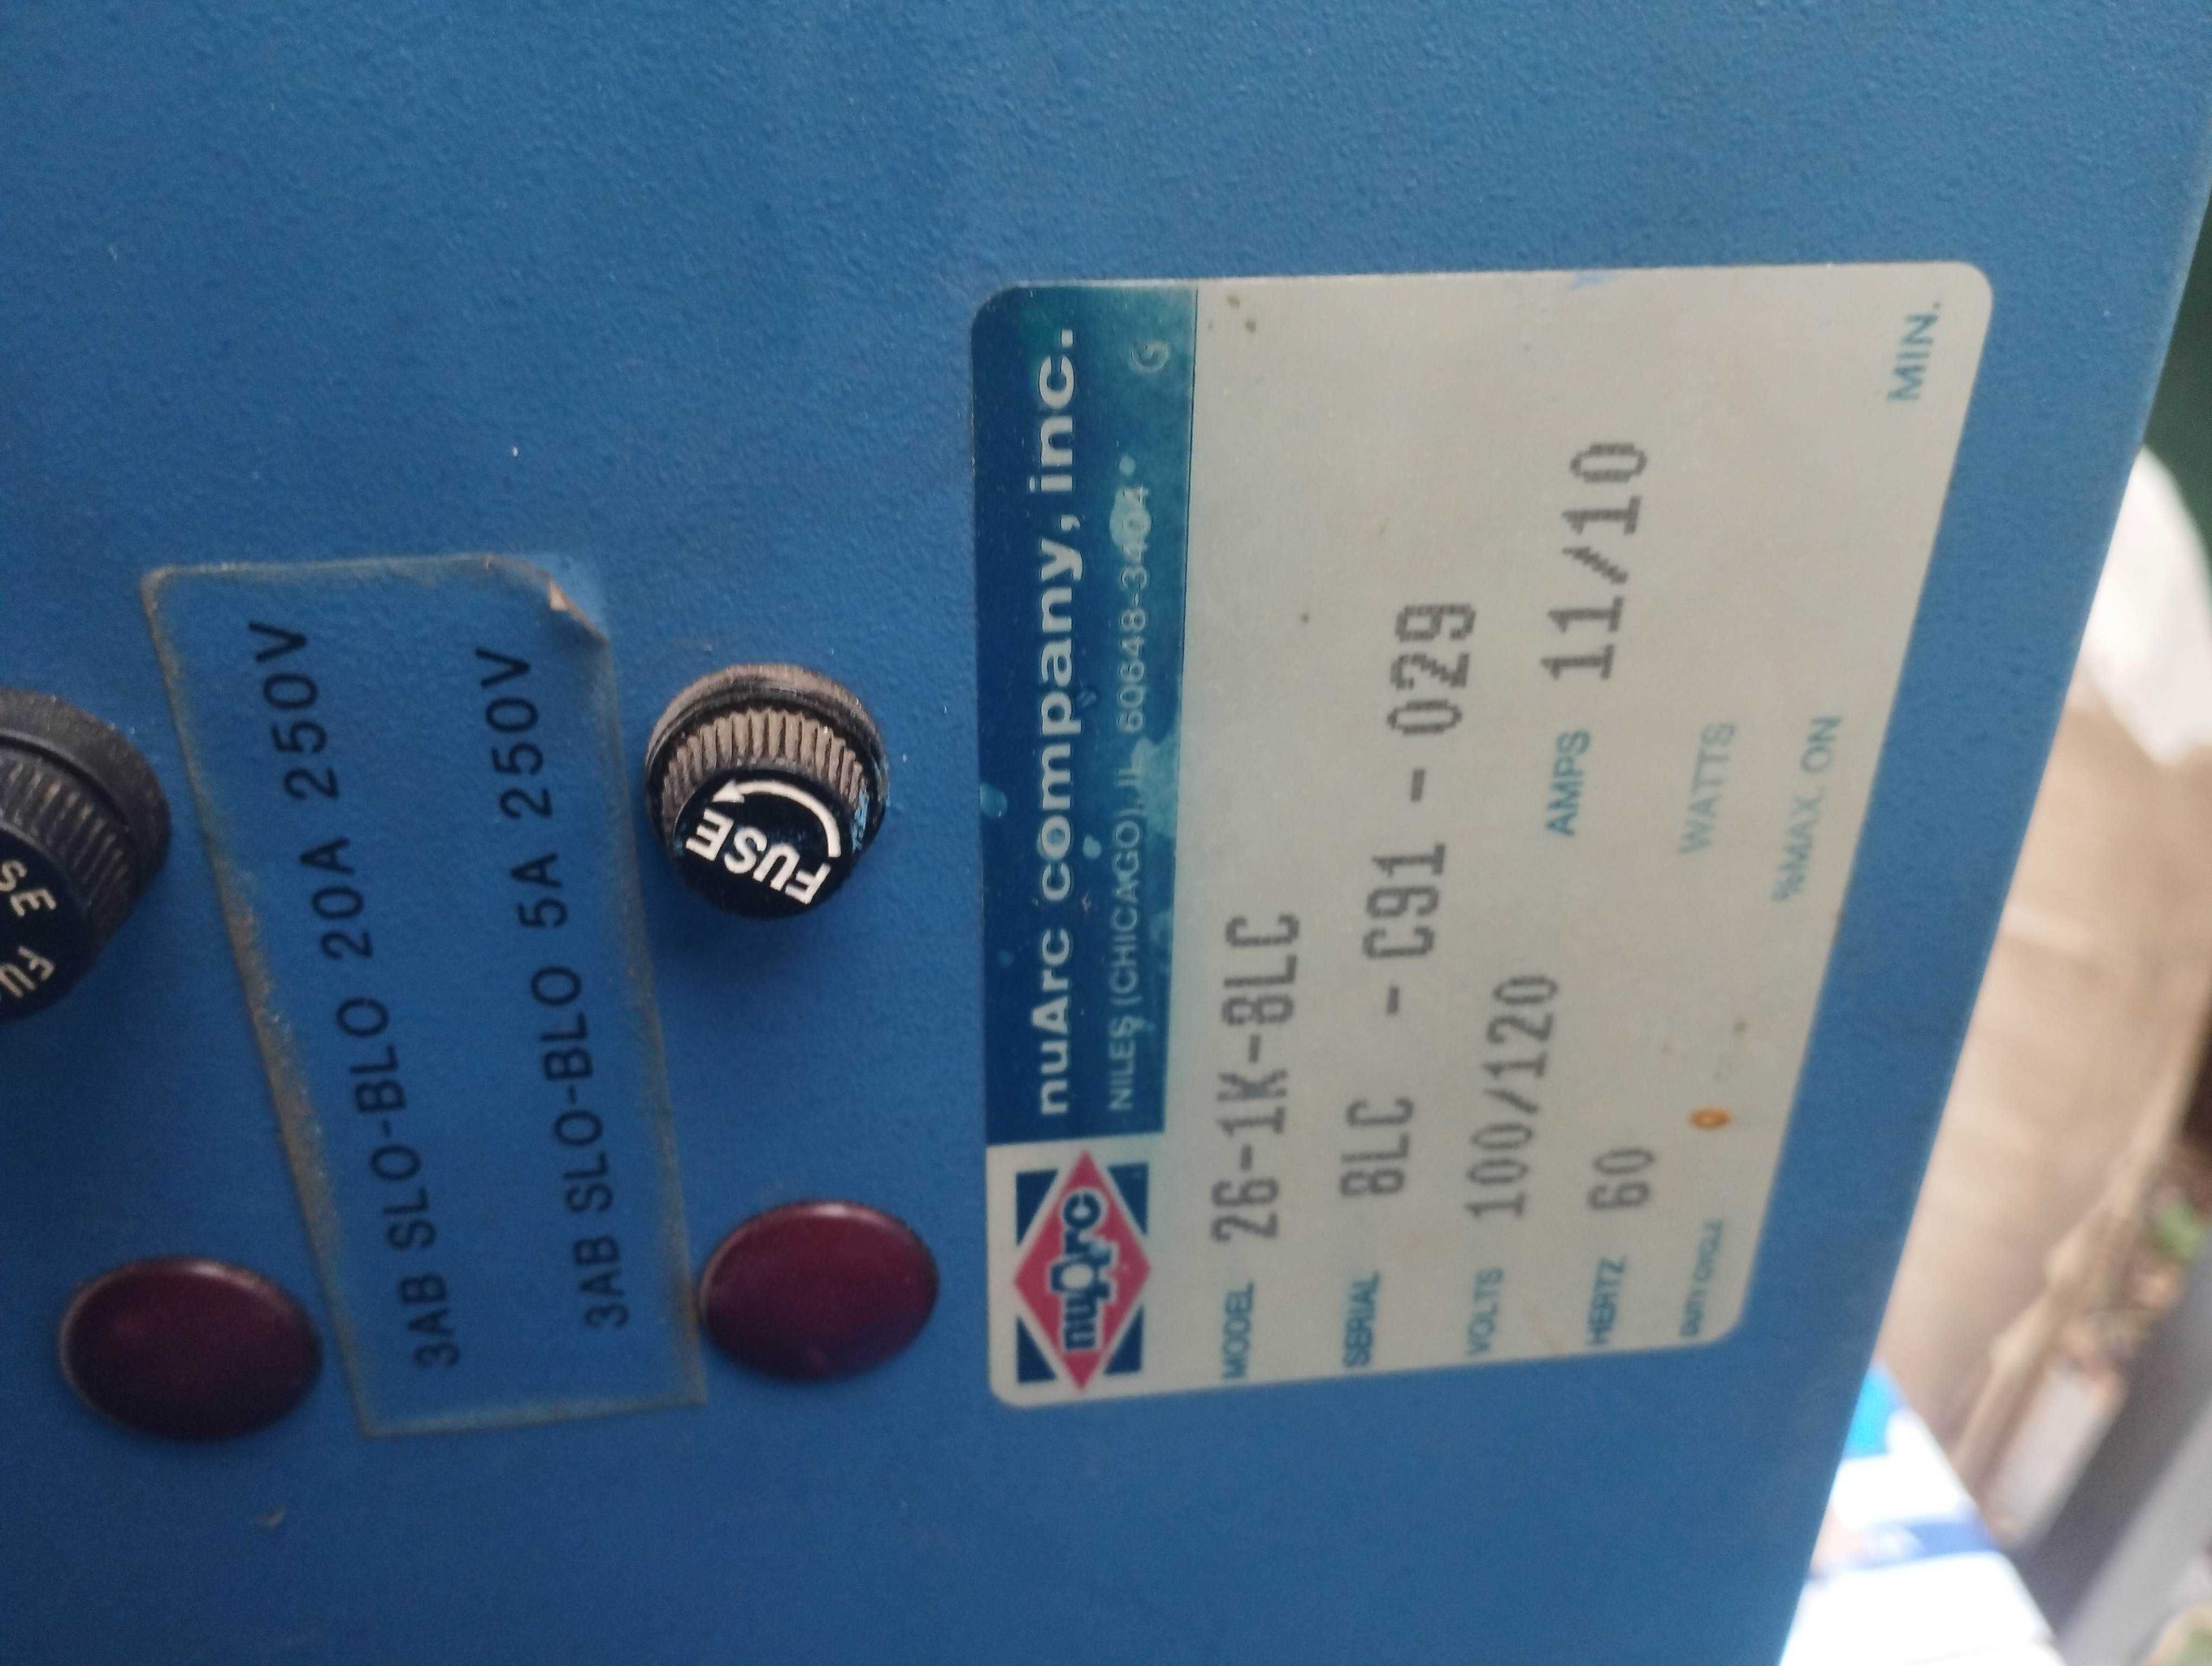 FUSE
3AB SLO-BLO 20A 250V
3AB SLO-BLO 5A 250V
FUSE
nuArc
nuArc company, inc.
NILES (CHICAGO), IL 60648-3404
G
MODEL 26-1K-8LC
SERIAL 8LC - C91 - 029
VOLTS 100/120 AMPS 11/10
HERTZ 60 WATTS
DUTY CYCLE %MAX. ON MIN.